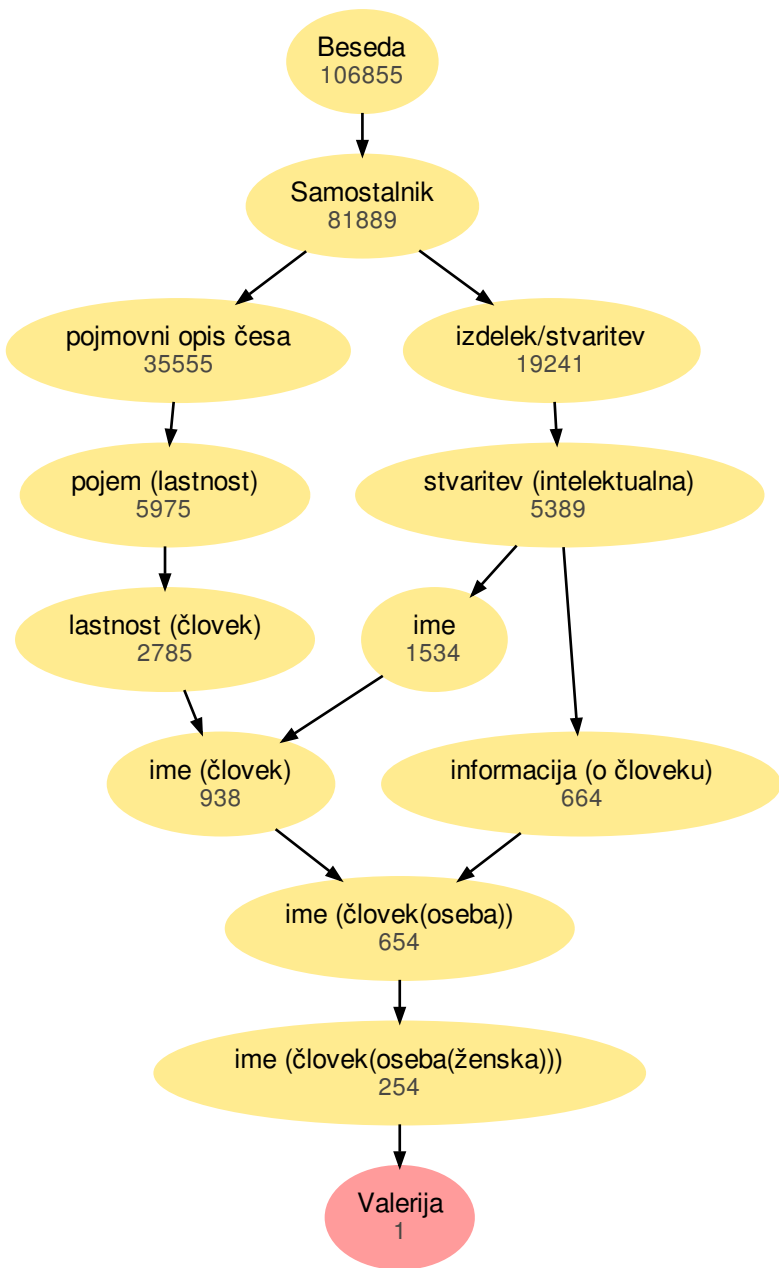 Beseda
106855
Samostalnik
81889
pojmovni opis česa
35555
izdelek/stvaritev
19241
pojem (lastnost)
5975
stvaritev (intelektualna)
5389
lastnost (človek)
2785
ime
1534
ime (človek)
938
informacija (o človeku)
664
ime (človek(oseba))
654
ime (človek(oseba(ženska)))
254
Valerija
1